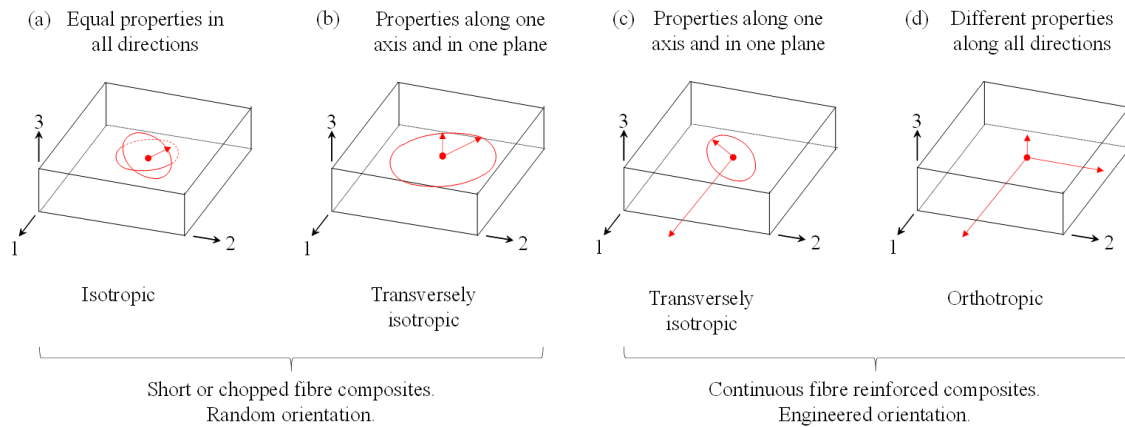 (a) Equal properties in
all directions
(b) Properties along one
axis and in one plane
(c) Properties along one
axis and in one plane
(d) Different properties
along all directions
3
1
2
3
1
2
3
1
2
3
1
2
Isotropic
Transversely
isotropic
Transversely
isotropic
Orthotropic
Short or chopped fibre composites.
Random orientation.
Continuous fibre reinforced composites.
Engineered orientation.